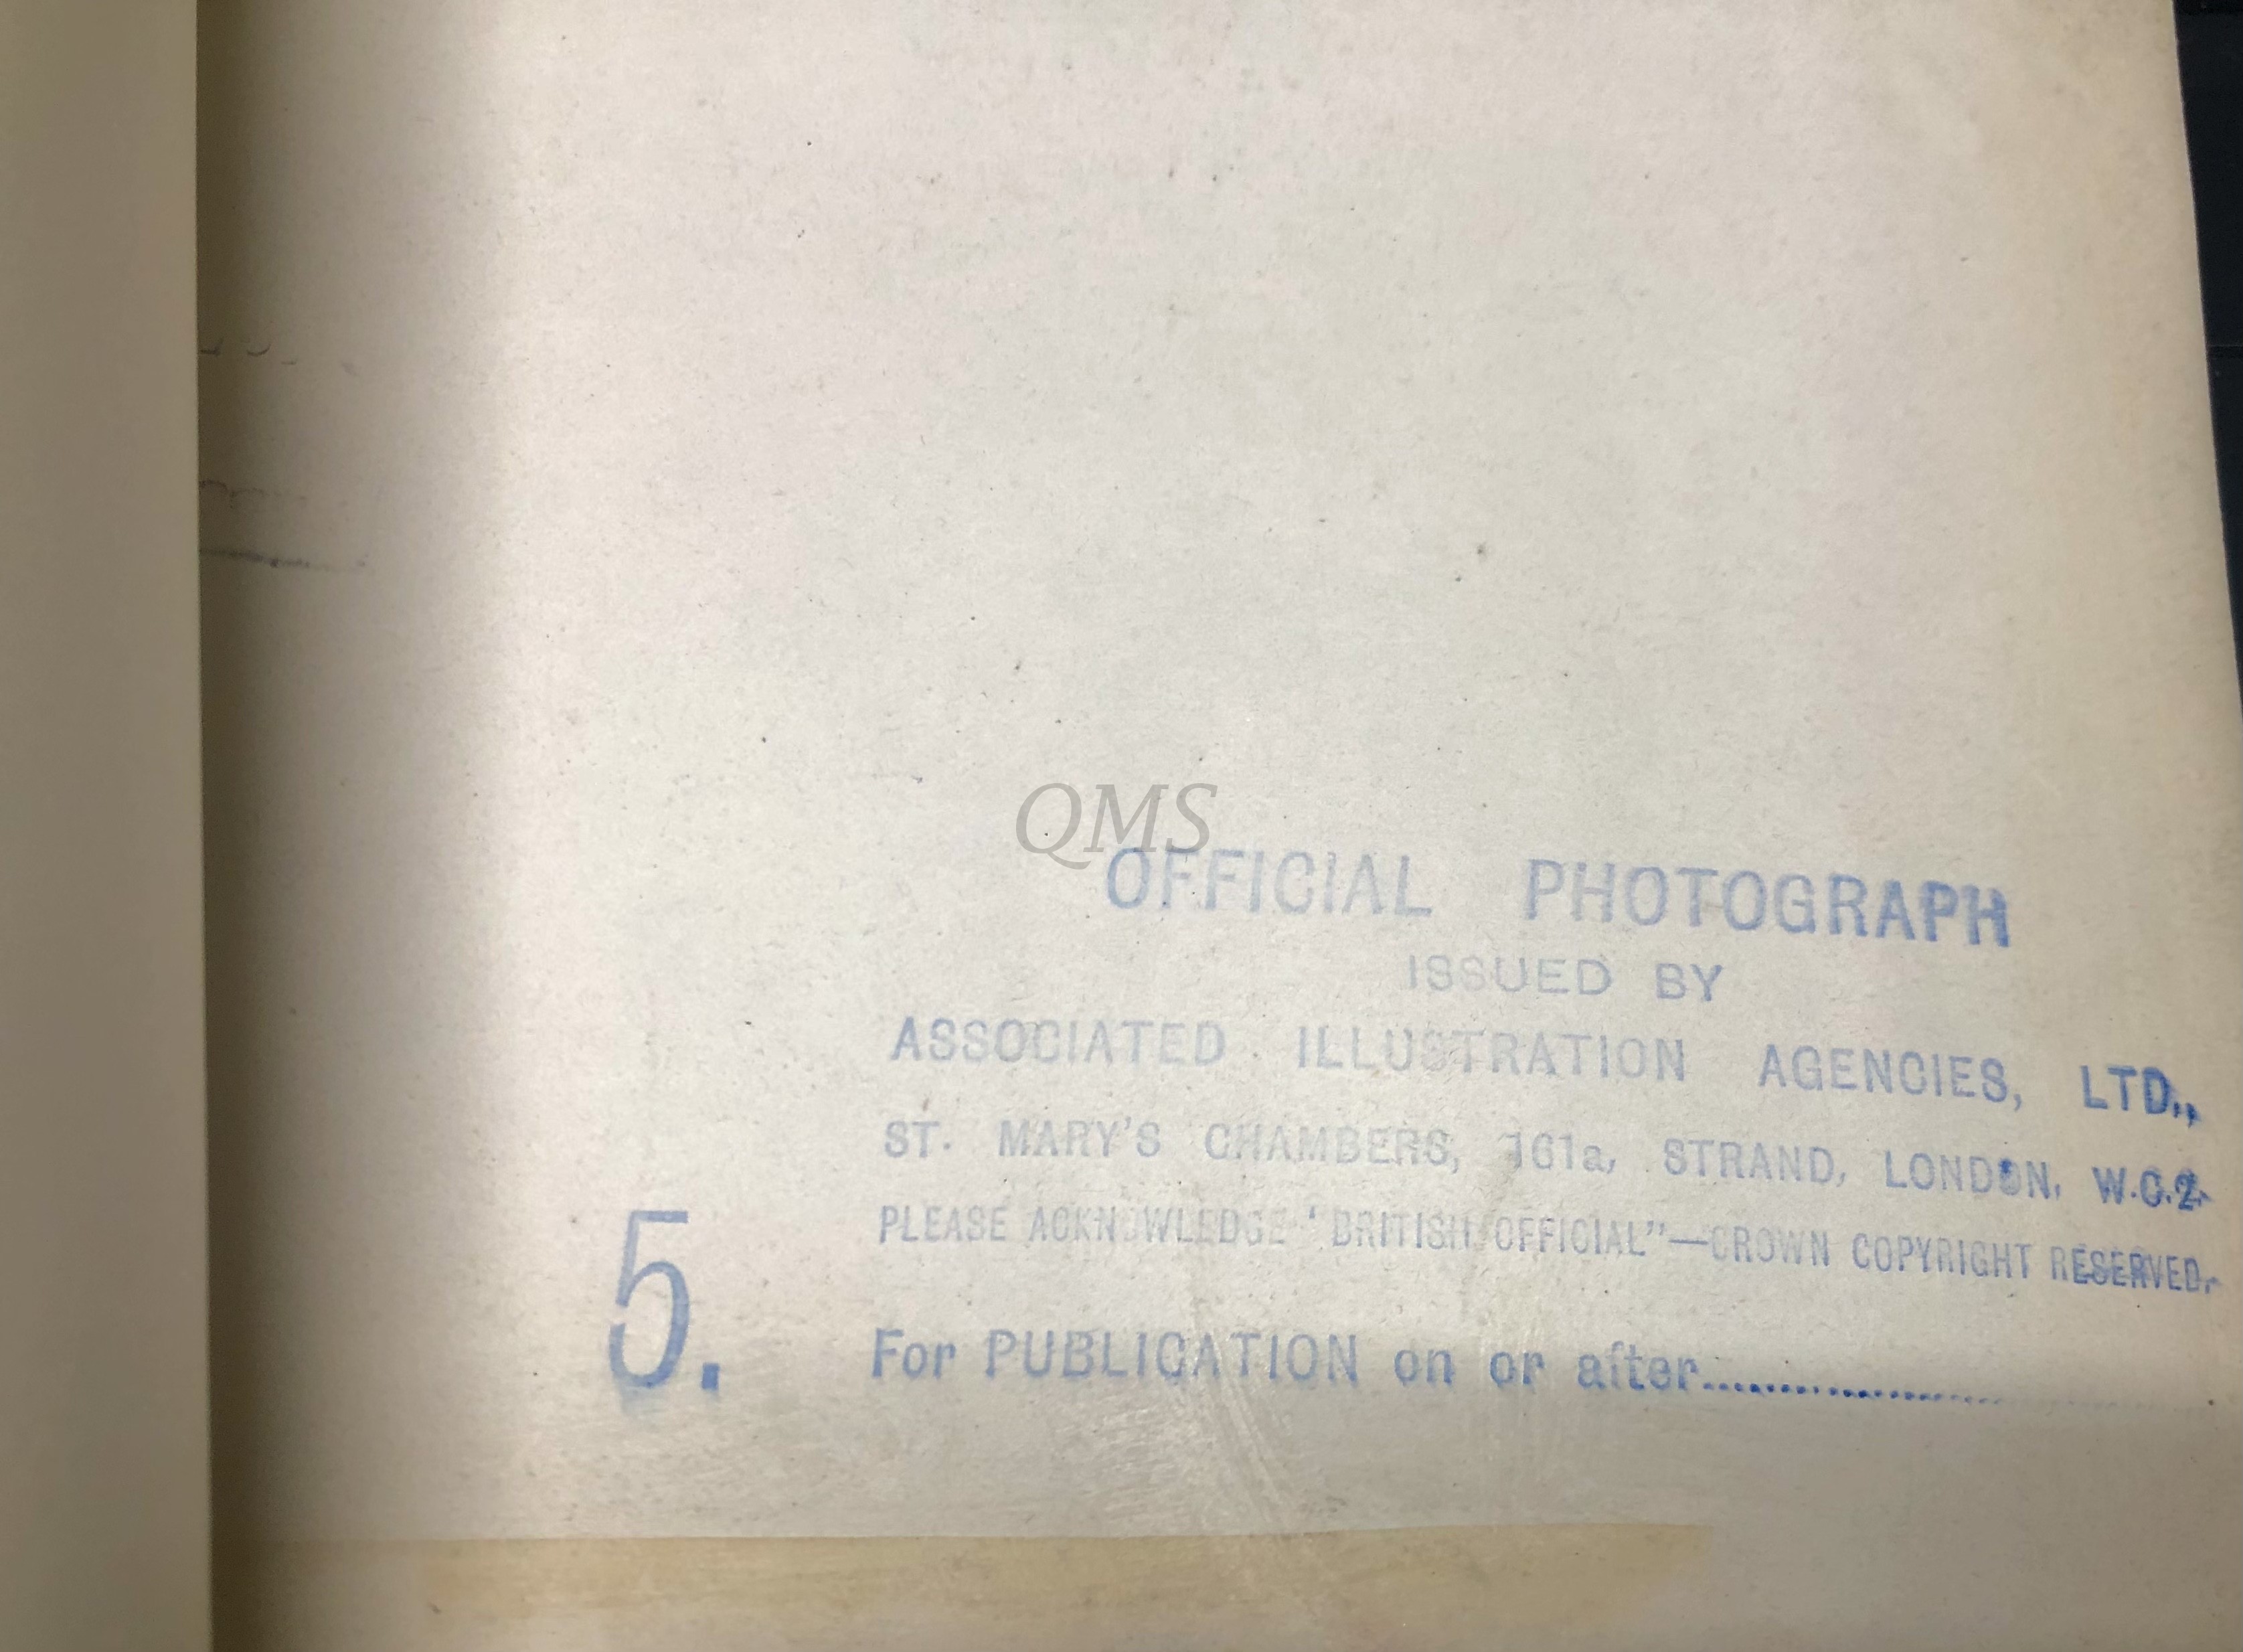 QMS
OFFICIAL PHOTOGRAPH
ISSUED BY
ASSOCIATED ILLUSTRATION AGENCIES, LTD.,
ST. MARY'S CHAMBERS, 161a, STRAND, LONDON, W.C.2.
PLEASE ACKNOWLEDGE "BRITISH OFFICIAL"—CROWN COPYRIGHT RESERVED.
5. For PUBLICATION on or after....................